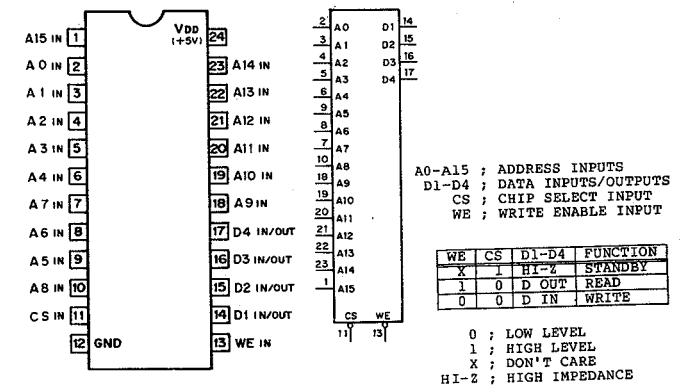 VDD
(+5V)
A15 IN 1
24
A0 IN 2
23 A14 IN
A1 IN 3
22 A13 IN
A2 IN 4
21 A12 IN
A3 IN 5
20 A11 IN
A4 IN 6
19 A10 IN
A7 IN 7
18 A9 IN
A6 IN 8
17 D4 IN/OUT
A5 IN 9
16 D3 IN/OUT
A8 IN 10
15 D2 IN/OUT
CS IN 11
14 D1 IN/OUT
12 GND
13 WE IN
2 A0 D1 14
3 A1 D2 15
4 A2 D3 16
5 A3 D4 17
6 A4
9 A5
8 A6
7 A7
10 A8
18 A9
19 A10
20 A11
21 A12
22 A13
23 A14
1 A15
CS WE
11 13
A0-A15 ; ADDRESS INPUTS
D1-D4 ; DATA INPUTS/OUTPUTS
CS ; CHIP SELECT INPUT
WE ; WRITE ENABLE INPUT
WE CS D1-D4 FUNCTION
X 1 HI-Z STANDBY
1 0 D OUT READ
0 0 D IN WRITE
0 ; LOW LEVEL
1 ; HIGH LEVEL
X ; DON'T CARE
HI-Z ; HIGH IMPEDANCE